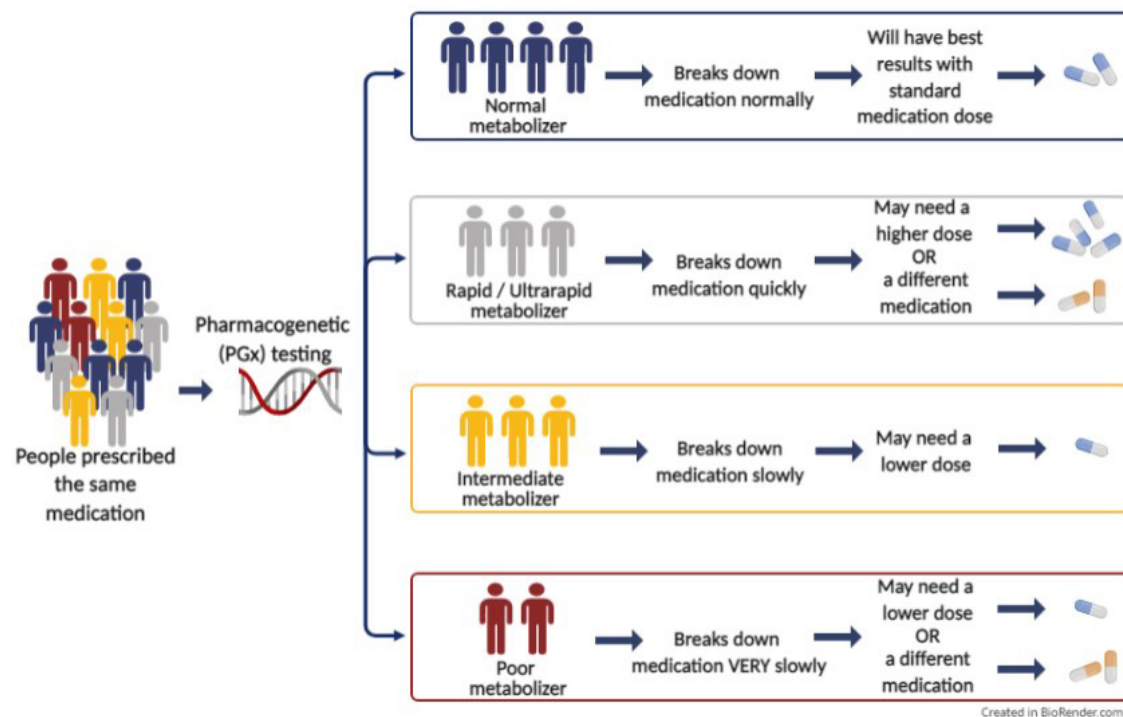 People prescribed
the same
medication
Pharmacogenetic
(PGx) testing
Normal
metabolizer
Breaks down
medication normally
Will have best
results with
standard
medication dose
Rapid / Ultrarapid
metabolizer
Breaks down
medication quickly
May need a
higher dose
OR
a different
medication
Intermediate
metabolizer
Breaks down
medication slowly
May need a
lower dose
Poor
metabolizer
Breaks down
medication VERY slowly
May need a
lower dose
OR
a different
medication
Created in BioRender.com